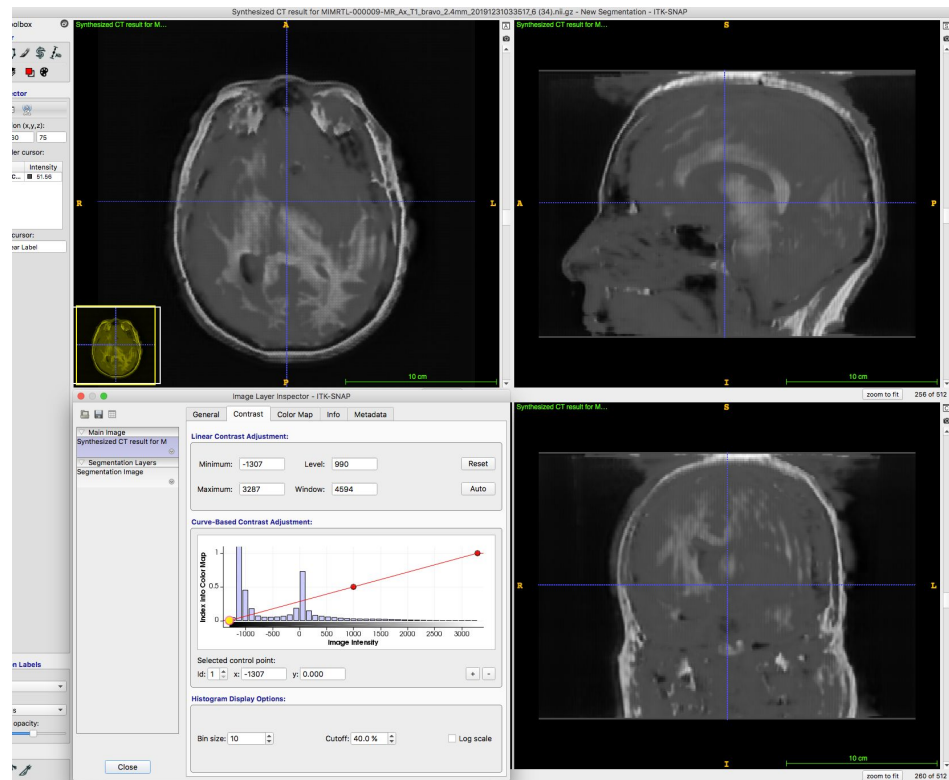 Synthesized CT result for MIMRTL-000009-MR_Ax_T1_bravo_2.4mm_20191231033517_6 (34).nii.gz - New Segmentation - ITK-SNAP
olbox
Synthesized CT result for M...
A
R
L
P
10 cm
Synthesized CT result for M...
S
A
P
I
10 cm
zoom to fit
256 of 512
ector
on (x,y,z):
75
er cursor:
Intensity
C...
51.56
cursor:
ear Label
Image Layer Inspector - ITK-SNAP
General
Contrast
Color Map
Info
Metadata
Main Image
Synthesized CT result for M
Segmentation Layers
Segmentation Image
Linear Contrast Adjustment:
Minimum: -1307
Level: 990
Reset
Maximum: 3287
Window: 4594
Auto
Curve-Based Contrast Adjustment:
Index Into Color Map
1
0.5
0
-1000 -500 0 500 1000 1500 2000 2500 3000
Image Intensity
Selected control point:
Id: 1 x: -1307 y: 0.000
+ -
Histogram Display Options:
Bin size: 10
Cutoff: 40.0 %
Log scale
Close
n Labels
s
opacity:
Synthesized CT result for M...
S
R
L
I
10 cm
zoom to fit
260 of 512